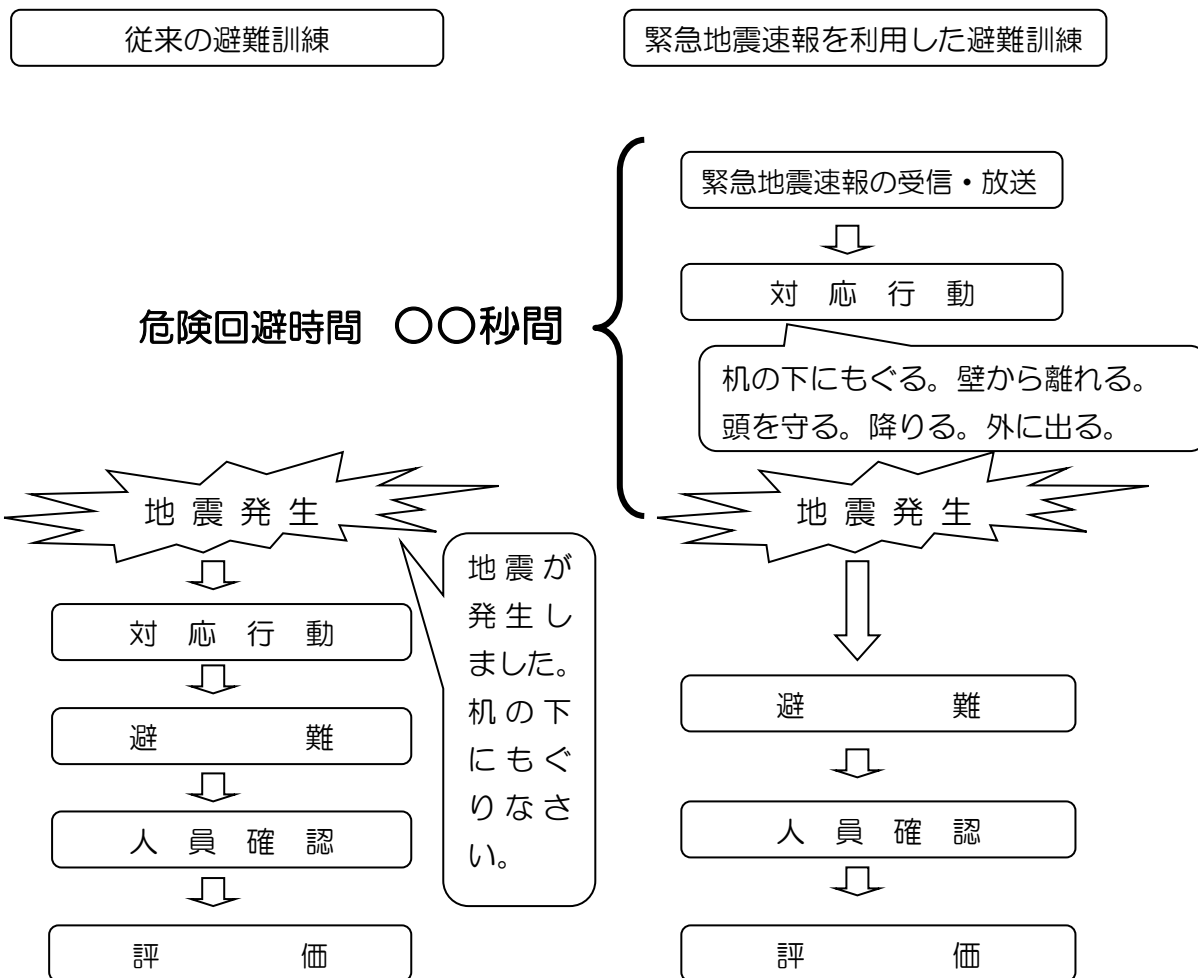 従来の避難訓練
緊急地震速報を利用した避難訓練
緊急地震速報の受信・放送
対応行動
危険回避時間 〇〇秒間
机の下にもぐる。壁から離れる。
頭を守る。降りる。外に出る。
地震発生
地震発生
地震が
発生し
ました。
机の下
にもぐ
りなさ
い。
対応行動
避難
人員確認
評価
避難
人員確認
評価